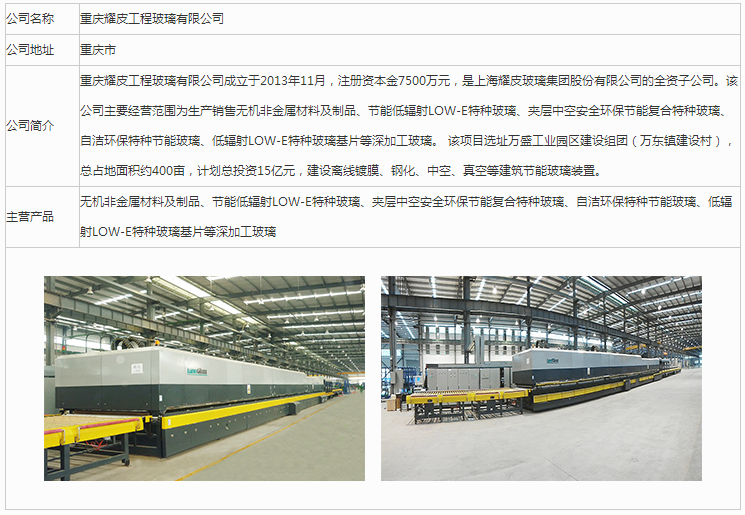 公司名称
重庆耀皮工程玻璃有限公司
公司地址
重庆市
公司简介
重庆耀皮工程玻璃有限公司成立于2013年11月，注册资本金7500万元，是上海耀皮玻璃集团股份有限公司的全资子公司。该
公司主要经营范围为生产销售无机非金属材料及制品、节能低辐射LOW-E特种玻璃、夹层中空安全环保节能复合特种玻璃、
自洁环保特种节能玻璃、低辐射LOW-E特种玻璃基片等深加工玻璃。 该项目选址万盛工业园区建设组团（万东镇建设村），
总占地面积约400亩，计划总投资15亿元，建设离线镀膜、钢化、中空、真空等建筑节能玻璃装置。
主营产品
无机非金属材料及制品、节能低辐射LOW-E特种玻璃、夹层中空安全环保节能复合特种玻璃、自洁环保特种节能玻璃、低辐
射LOW-E特种玻璃基片等深加工玻璃